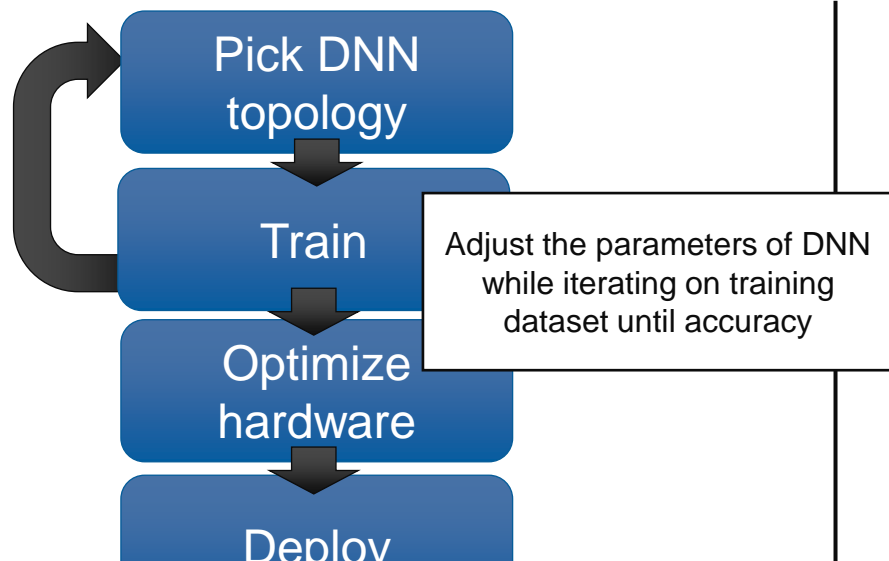 Pick DNN
topology
Train
Adjust the parameters of DNN
while iterating on training
dataset until accuracy
Optimize
hardware
Deploy